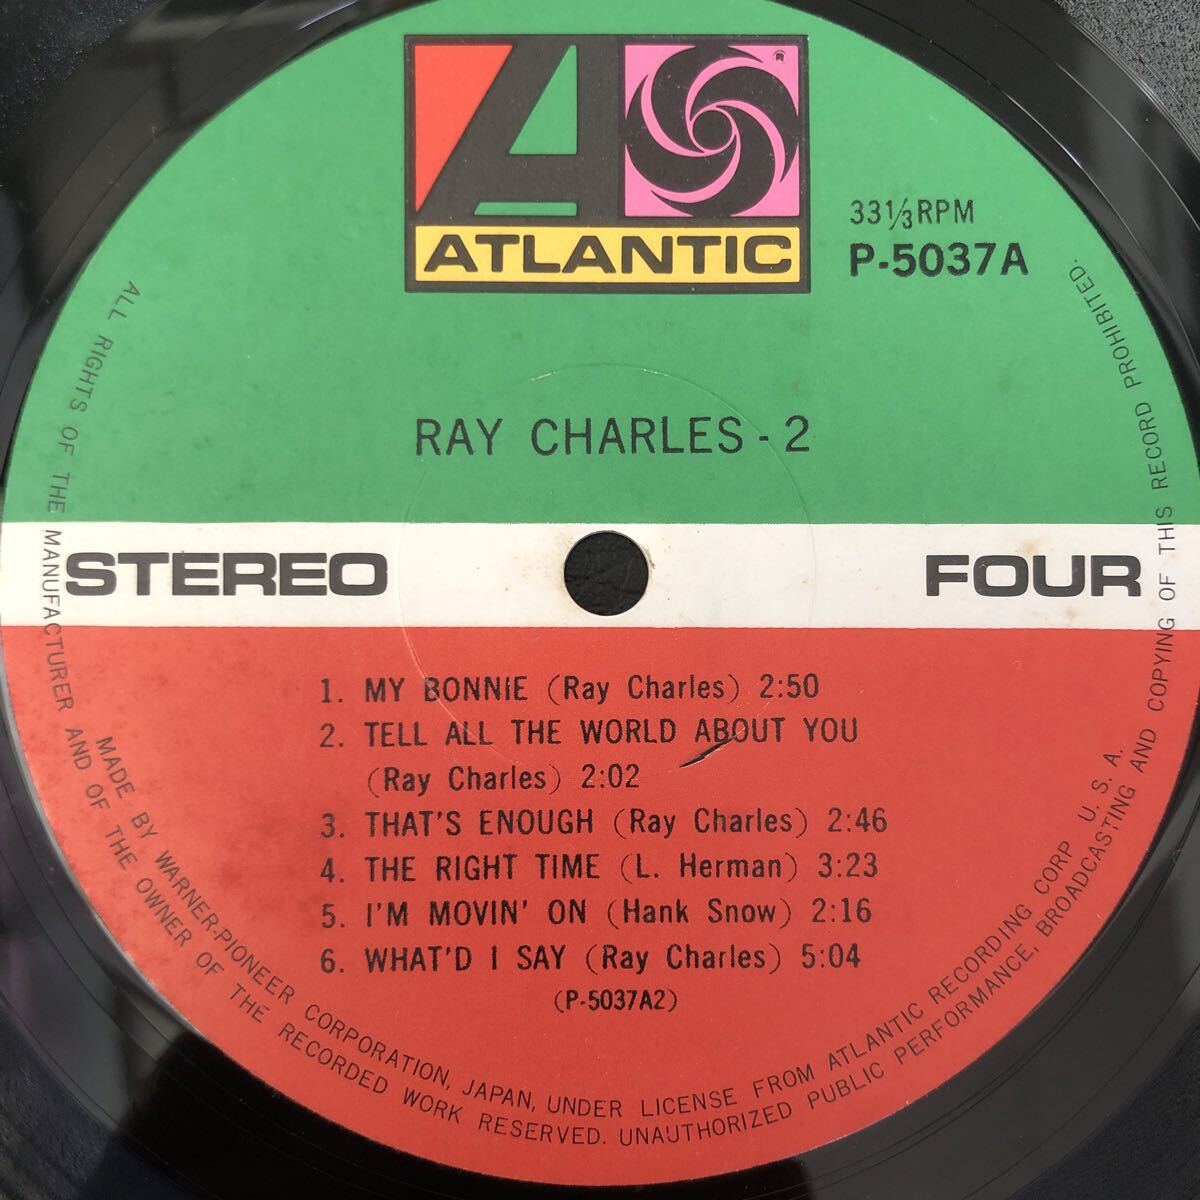 ATLANTIC
33 1/3 RPM
P-5037A
RAY CHARLES - 2
STEREO
FOUR
1. MY BONNIE (Ray Charles) 2:50
2. TELL ALL THE WORLD ABOUT YOU
(Ray Charles) 2:02
3. THAT'S ENOUGH (Ray Charles) 2:46
4. THE RIGHT TIME (L. Herman) 3:23
5. I'M MOVIN' ON (Hank Snow) 2:16
6. WHAT'D I SAY (Ray Charles) 5:04
(P-5037A2)
MADE BY WARNER-PIONEER CORPORATION, JAPAN, UNDER LICENSE FROM ATLANTIC RECORDING CORP U. S. A.
ALL RIGHTS OF THE MANUFACTURER AND OF THE OWNER OF THE RECORDED WORK RESERVED. UNAUTHORIZED PUBLIC PERFORMANCE, BROADCASTING AND COPYING OF THIS RECORD PROHIBITED.